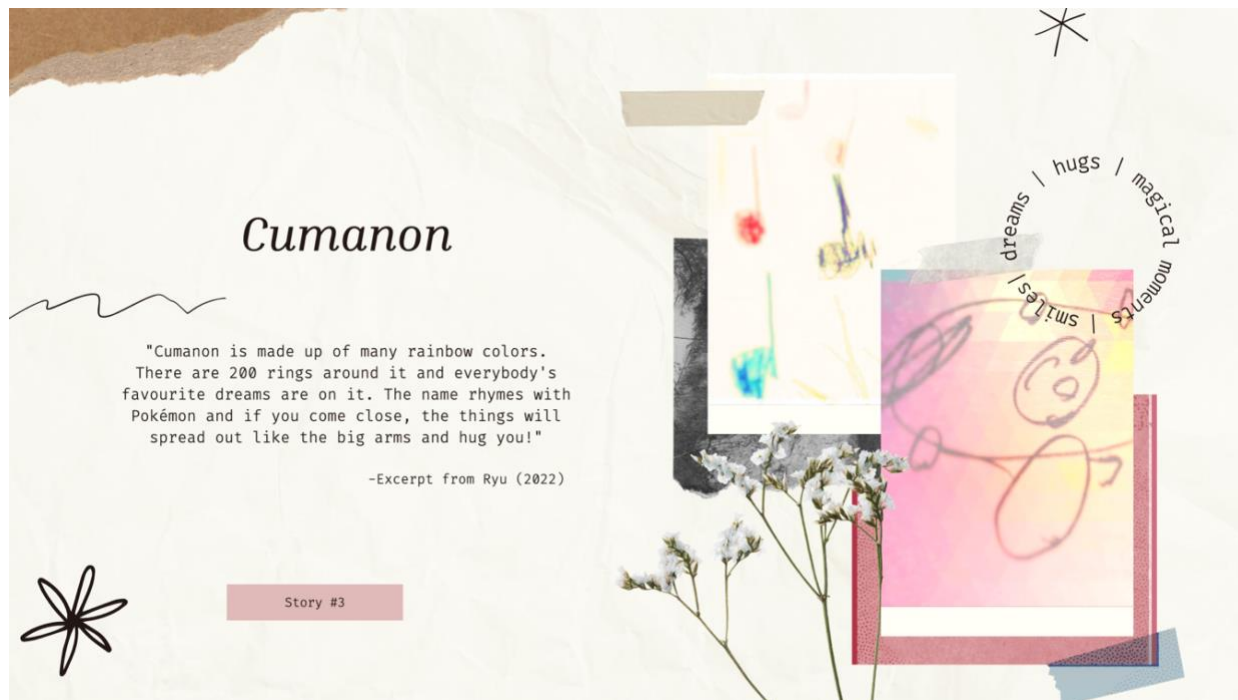 Cumanon
"Cumanon is made up of many rainbow colors.
There are 200 rings around it and everybody's
favourite dreams are on it. The name rhymes with
Pokémon and if you come close, the things will
spread out like the big arms and hug you!"
-Excerpt from Ryu (2022)
Story #3
dreams | hugs | magical moments | smiles|